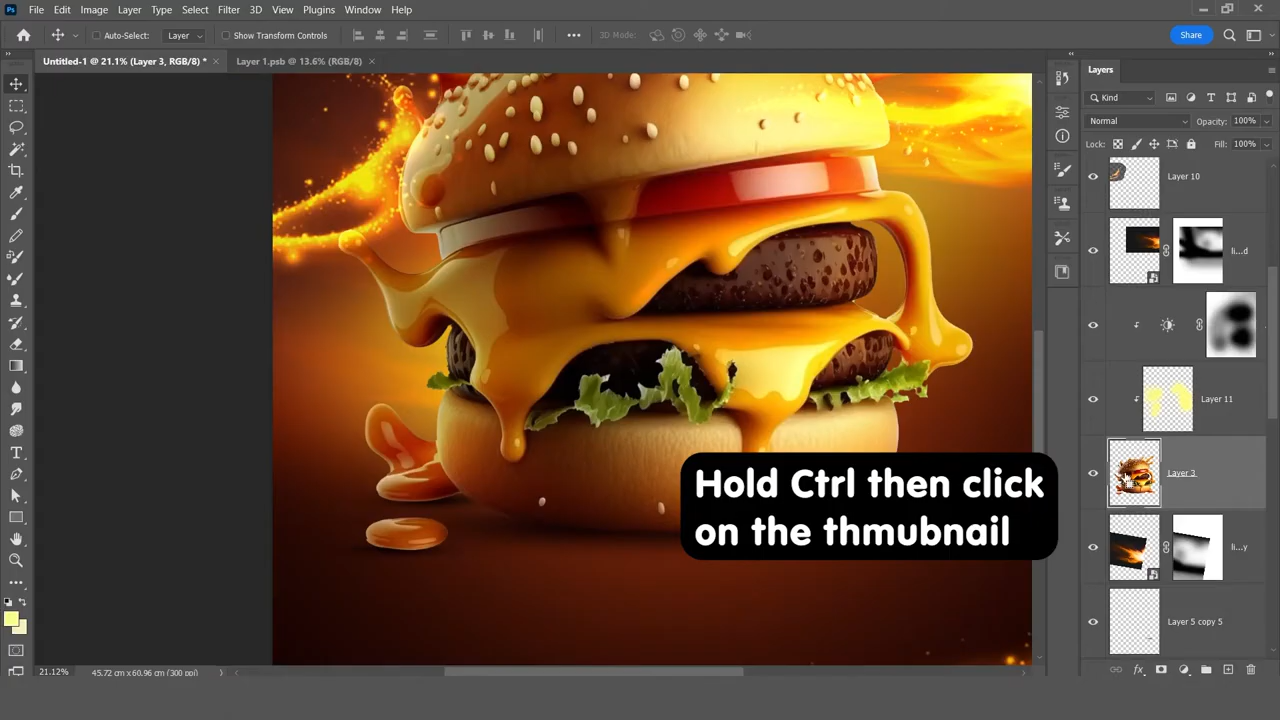 File Edit Image Layer Type Select Filter 3D View Plugins Window Help
Auto-Select: Layer Show Transform Controls 3D Mode: Share
Untitled-1 @ 21.1% (Layer 3, RGB/8) * Layer 1.psb @ 13.6% (RGB/8)
Layers
Kind
Normal Opacity: 100%
Lock: Fill: 100%
Layer 10
li...d
Layer 11
Layer 3
li...y
Layer 5 copy 5
Hold Ctrl then click
on the thmubnail
21.12% 45.72 cm x 60.96 cm (300 ppi)